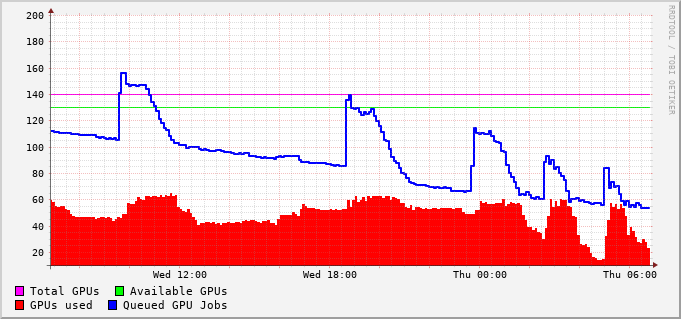 200
180
160
140
120
100
80
60
40
20
Wed 12:00 Wed 18:00 Thu 00:00 Thu 06:00
Total GPUs Available GPUs
GPUs used Queued GPU Jobs
RRDTOOL / TOBI OETIKER